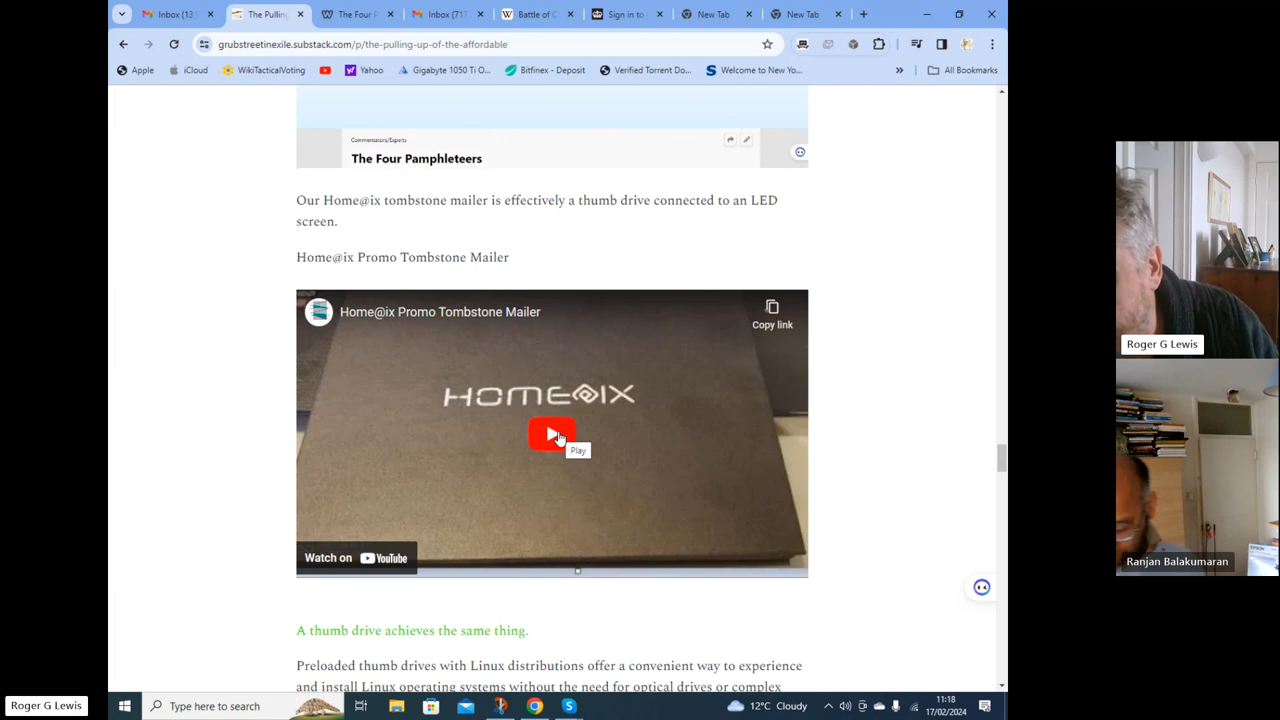 Inbox (13,
The Pulling
The Four P
Inbox (717
Battle of C
Sign in to
New Tab
New Tab
grubstreetinexile.substack.com/p/the-pulling-up-of-the-affordable
Apple
iCloud
WikiTacticalVoting
Yahoo
Gigabyte 1050 Ti O...
Bitfinex - Deposit
Verified Torrent Do...
Welcome to New Yo...
»
All Bookmarks
Commentators/Experts
The Four Pamphleteers
Our Home@ix tombstone mailer is effectively a thumb drive connected to an LED
screen.
Home@ix Promo Tombstone Mailer
Home@ix Promo Tombstone Mailer
Copy link
HOME@IX
Play
Watch on YouTube
A thumb drive achieves the same thing.
Preloaded thumb drives with Linux distributions offer a convenient way to experience
and install Linux operating systems without the need for optical drives or complex
Type here to search
12°C Cloudy
11:18
17/02/2024
Roger G Lewis
Ranjan Balakumaran
Roger G Lewis